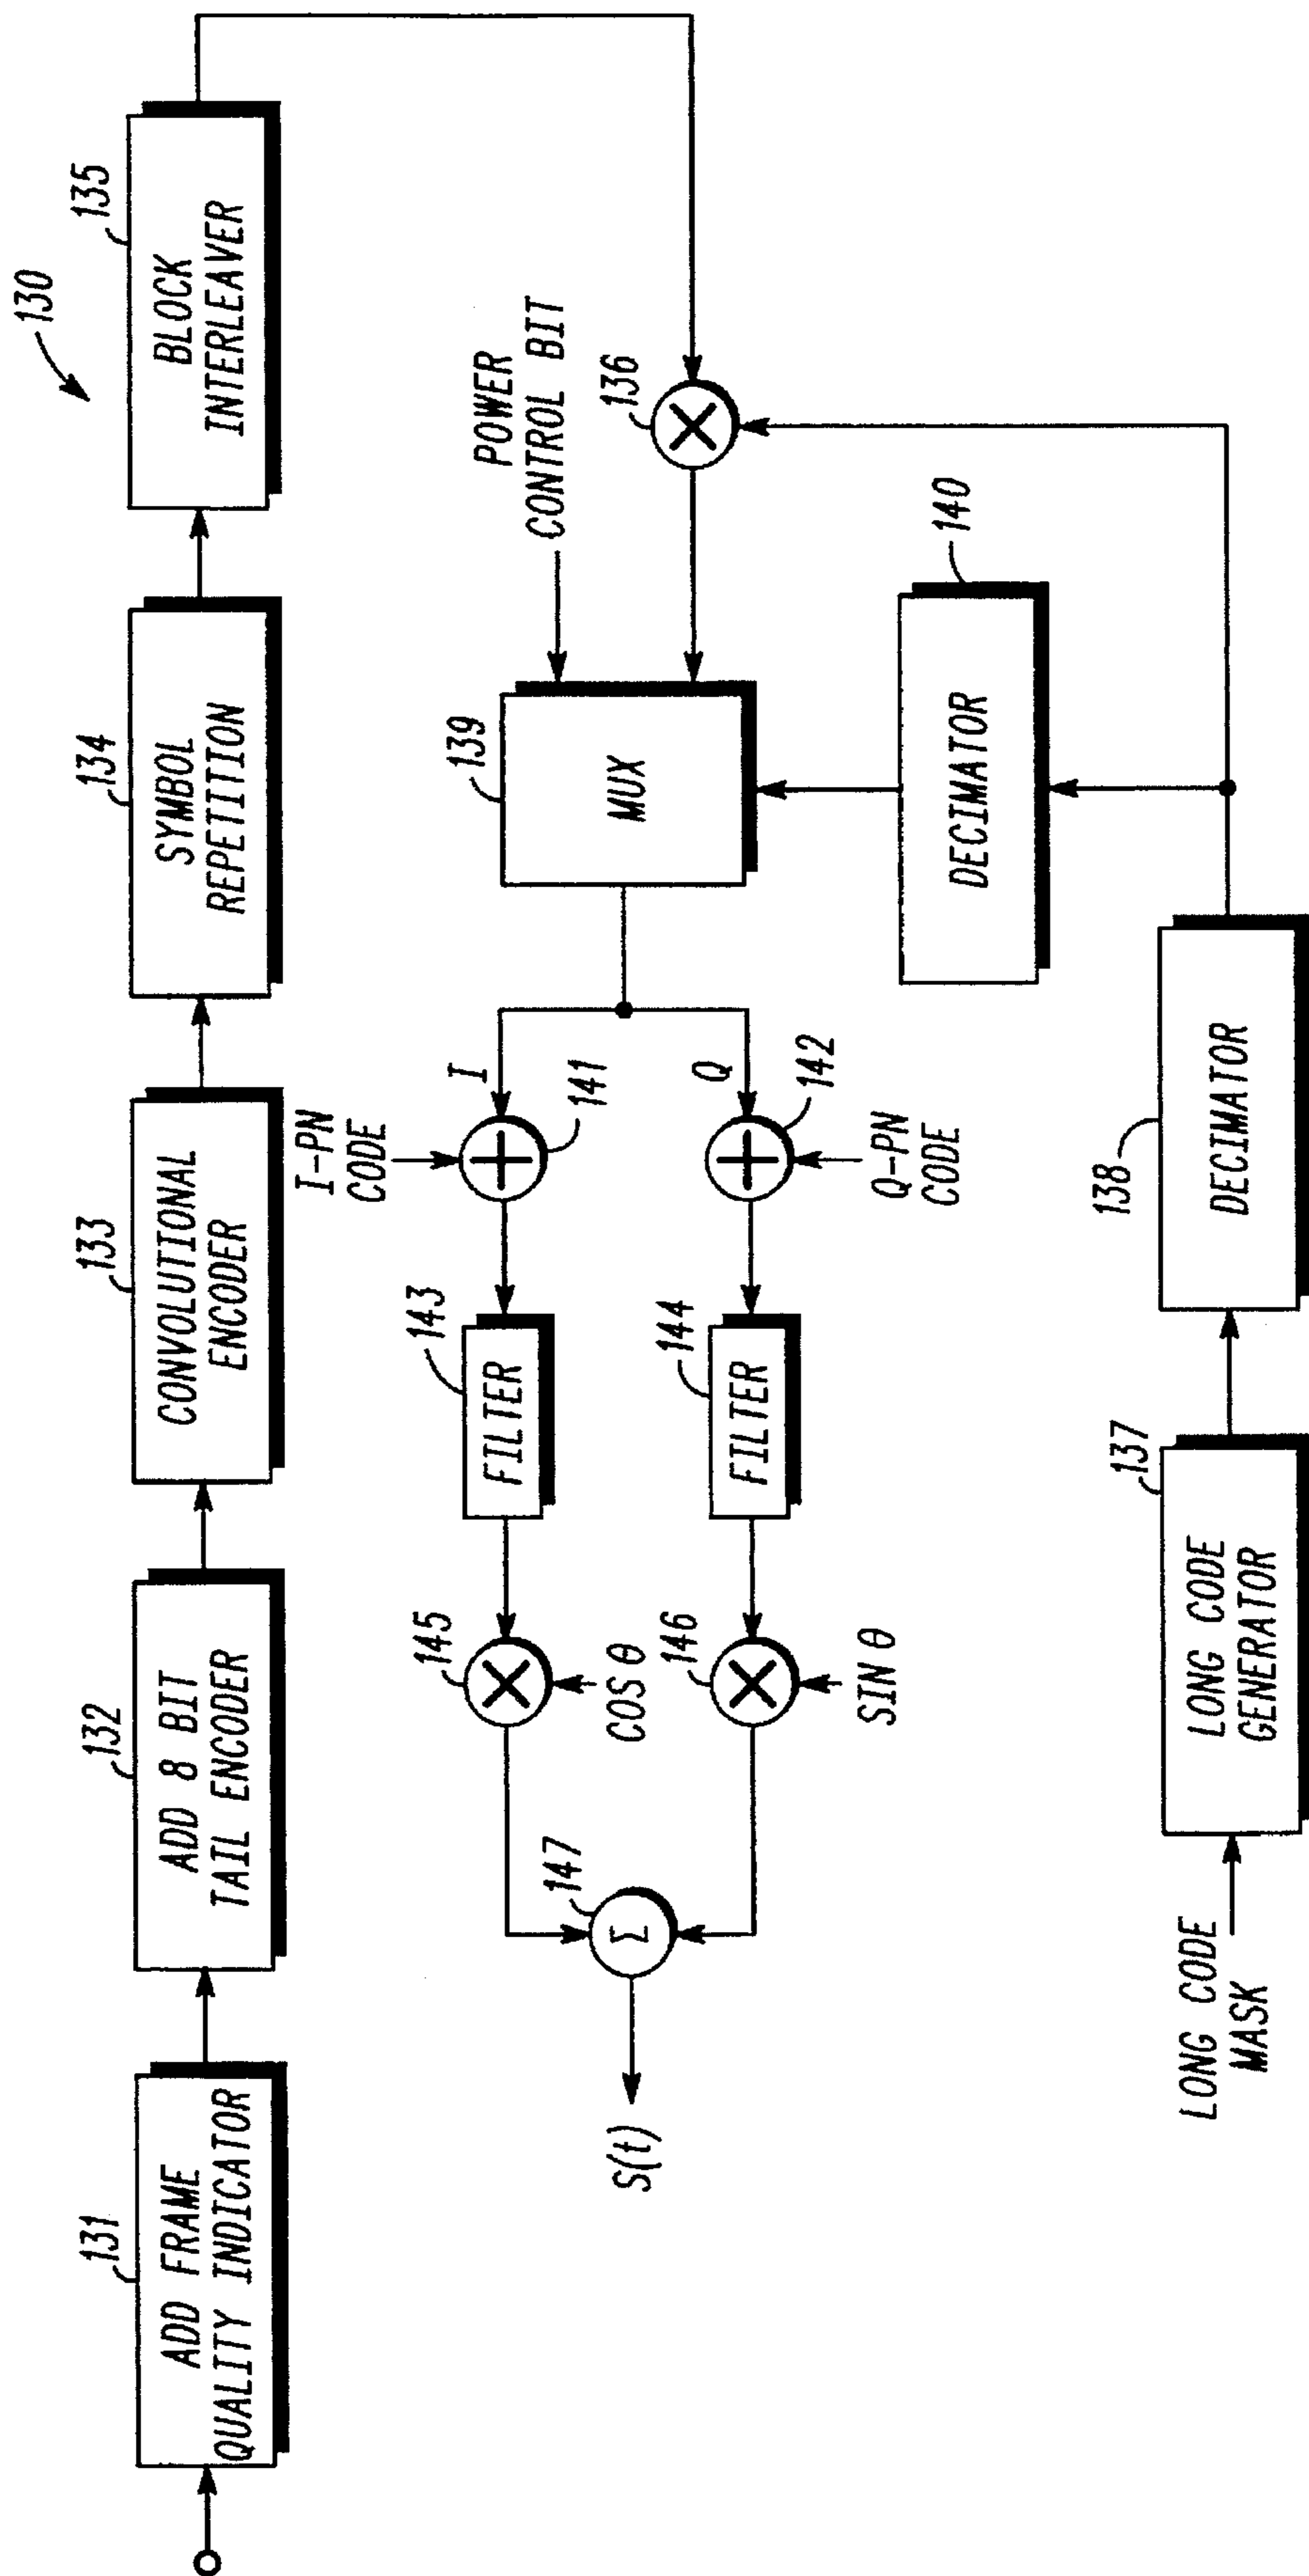 130
131
ADD FRAME
QUALITY INDICATOR
132
ADD 8 BIT
TAIL ENCODER
133
CONVOLUTIONAL
ENCODER
134
SYMBOL
REPETITION
135
BLOCK
INTERLEAVER
POWER
CONTROL BIT
136
139
MUX
140
DECIMATOR
I
Q
I-PN
CODE
141
142
Q-PN
CODE
143
FILTER
144
FILTER
145
COS θ
146
SIN θ
147
Σ
S(t)
LONG CODE
MASK
137
LONG CODE
GENERATOR
138
DECIMATOR